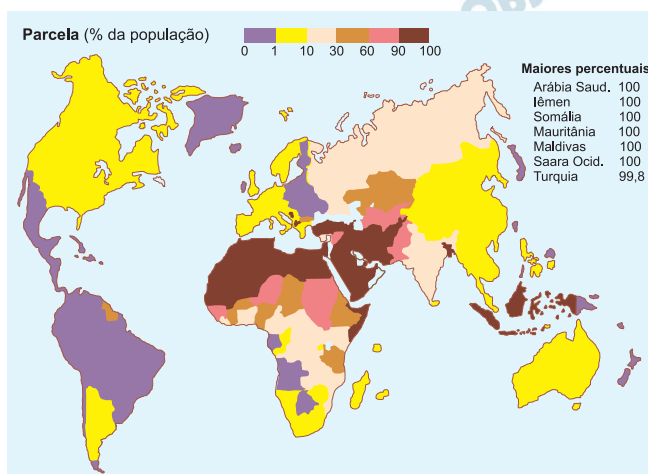 Parcela (% da população)
0 1 10 30 60 90 100
Maiores percentuais
Arábia Saud. 100
Iêmen 100
Somália 100
Mauritânia 100
Maldivas 100
Saara Ocid. 100
Turquia 99,8